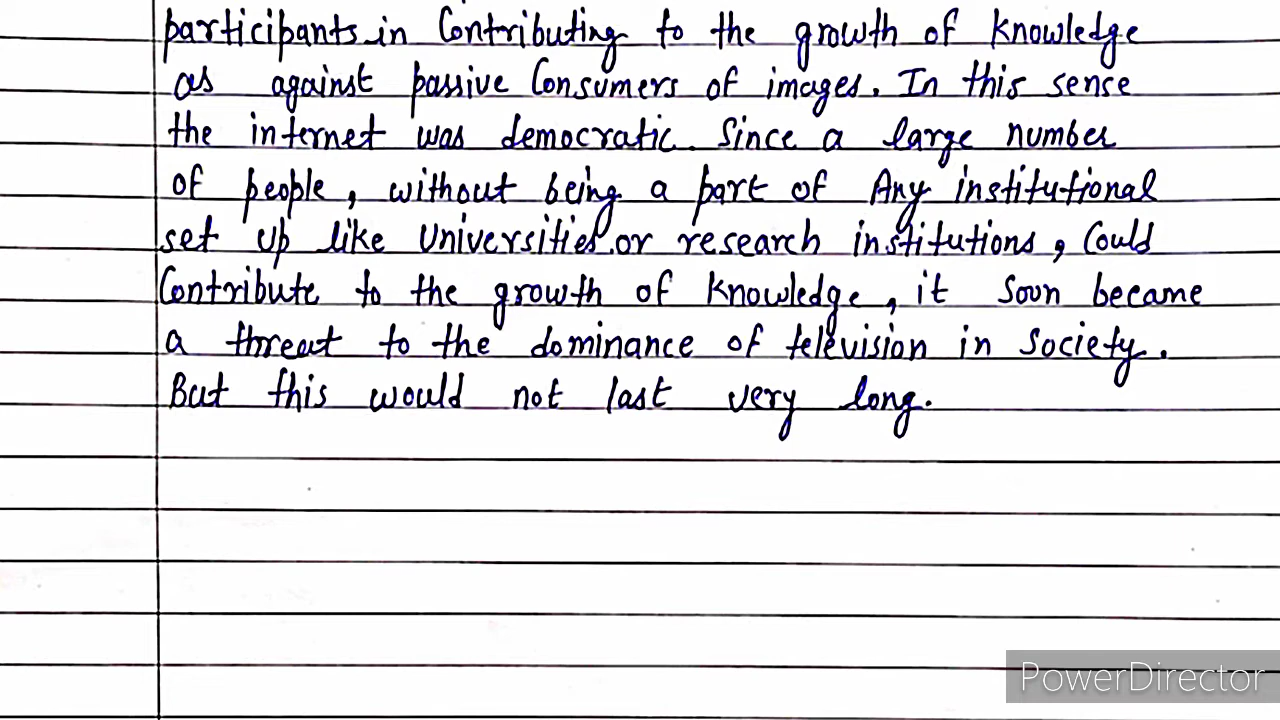 participants in Contributing to the growth of Knowledge
as against passive Consumers of images. In this sense
the internet was democratic. Since a large number
of people, without being a part of Any institutional
set up like Universities or research institutions, Could
Contribute to the growth of Knowledge, it soon became
a threat to the dominance of television in Society.
But this would not last very long.
PowerDirector